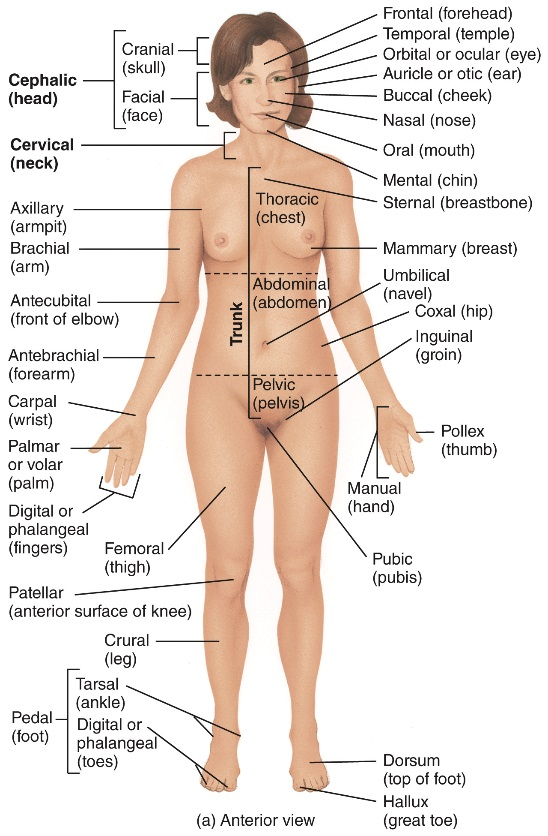 Cephalic
(head)
Cranial
(skull)
Facial
(face)
Cervical
(neck)
Axillary
(armpit)
Brachial
(arm)
Antecubital
(front of elbow)
Antebrachial
(forearm)
Carpal
(wrist)
Palmar
or volar
(palm)
Digital or
phalangeal
(fingers)
Femoral
(thigh)
Patellar
(anterior surface of knee)
Crural
(leg)
Pedal
(foot)
Tarsal
(ankle)
Digital or
phalangeal
(toes)
Trunk
Thoracic
(chest)
Abdominal
(abdomen)
Pelvic
(pelvis)
Frontal (forehead)
Temporal (temple)
Orbital or ocular (eye)
Auricle or otic (ear)
Buccal (cheek)
Nasal (nose)
Oral (mouth)
Mental (chin)
Sternal (breastbone)
Mammary (breast)
Umbilical
(navel)
Coxal (hip)
Inguinal
(groin)
Pollex
(thumb)
Manual
(hand)
Pubic
(pubis)
Dorsum
(top of foot)
Hallux
(great toe)
(a) Anterior view